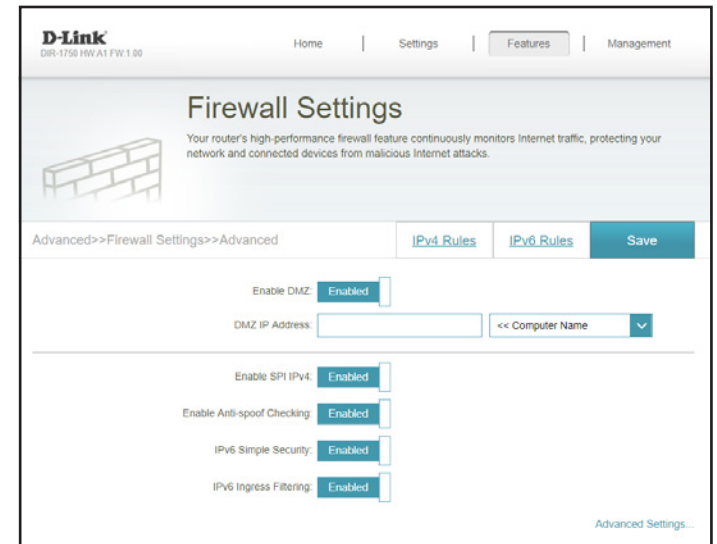 D-Link
DIR-1750 HW:A1 FW:1.00
Home | Settings | Features | Management
Firewall Settings
Your router's high-performance firewall feature continuously monitors Internet traffic, protecting your
network and connected devices from malicious Internet attacks.
Advanced>>Firewall Settings>>Advanced IPv4 Rules IPv6 Rules Save
Enable DMZ: Enabled
DMZ IP Address: << Computer Name
Enable SPI IPv4: Enabled
Enable Anti-spoof Checking: Enabled
IPv6 Simple Security: Enabled
IPv6 Ingress Filtering: Enabled
Advanced Settings...